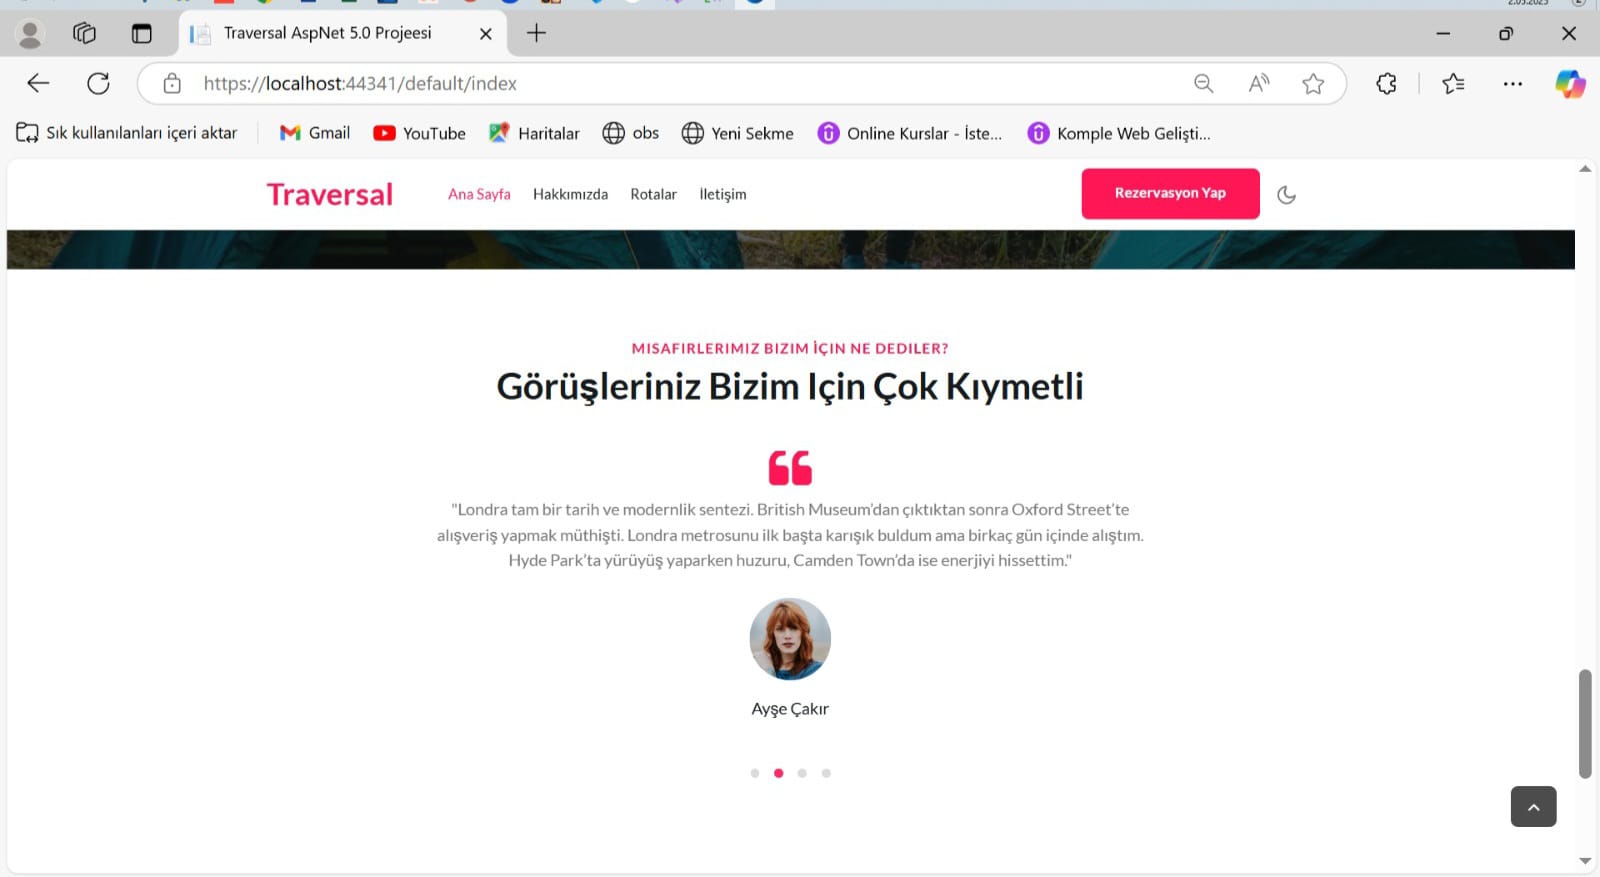 2.05.2025
Traversal AspNet 5.0 Projeesi
https://localhost:44341/default/index
Sık kullanılanları içeri aktar
Gmail
YouTube
Haritalar
obs
Yeni Sekme
Online Kurslar - İste...
Komple Web Gelişti...
Traversal
Ana Sayfa
Hakkımızda
Rotalar
İletişim
Rezervasyon Yap
MISAFIRLERIMIZ BIZIM İÇIN NE DEDILER?
Görüşleriniz Bizim Için Çok Kıymetli
"Londra tam bir tarih ve modernlik sentezi. British Museum'dan çıktıktan sonra Oxford Street'te
alışveriş yapmak müthişti. Londra metrosunu ilk başta karışık buldum ama birkaç gün içinde alıştım.
Hyde Park'ta yürüyüş yaparken huzuru, Camden Town'da ise enerjiyi hissettim."
Ayşe Çakır